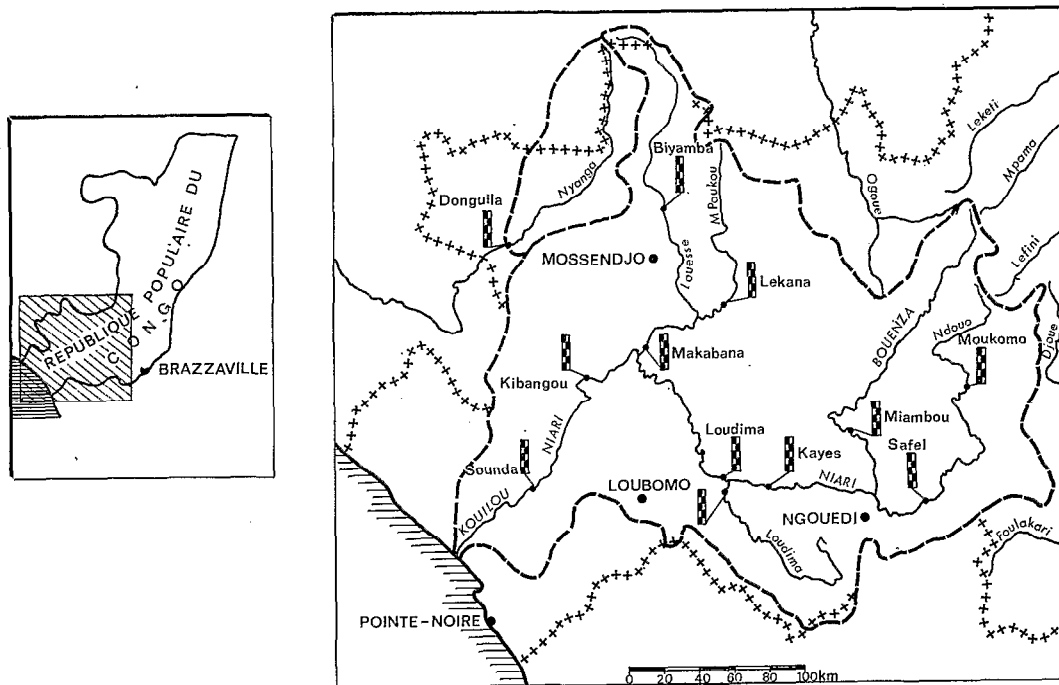 REPUBLIQUE POPULAIRE DU
CONGO
BRAZZAVILLE
Biyamba
Leketi
Mpama
Ogoue
Nyanga
M Poukou
Dongulla
Lefini
MOSSENDJO
Louesse
Lekana
BOUENZA
Ndouo
Djoue
Moukomo
Makabana
Kibangou
Miambou
NIARI
Loudima
Kayes
Safel
Sounda
NIARI
LOUBOMO
KOUILOU
NGOUEDI
Foulakari
Loudima
POINTE-NOIRE
0 20 40 60 80 100km